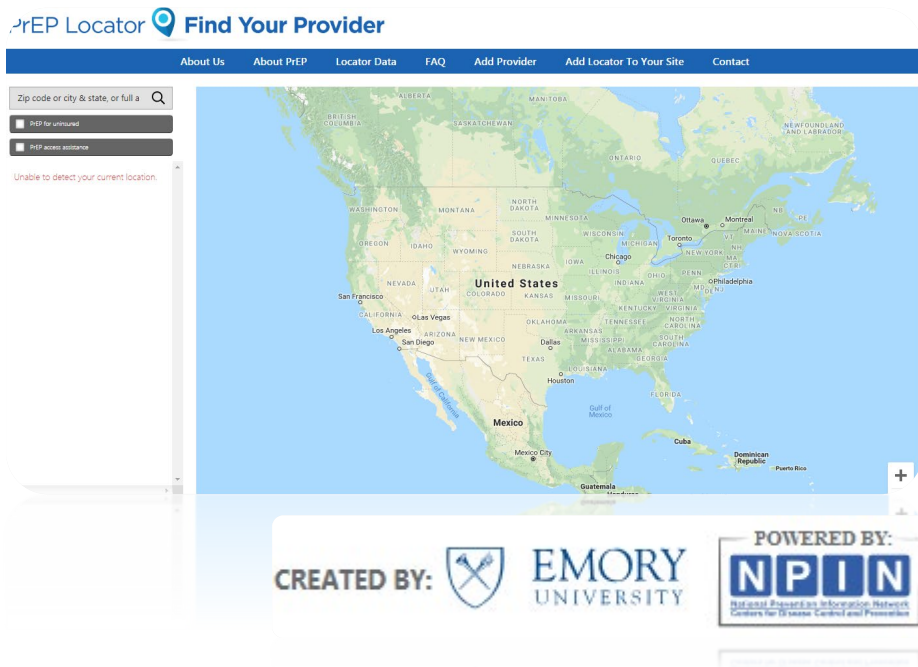 PrEP Locator Find Your Provider
About Us About PrEP Locator Data FAQ Add Provider Add Locator To Your Site Contact
Zip code or city & state, or full a
PrEP for uninsured
PrEP access assistance
Unable to detect your current location.
ALBERTA
MANITOBA
BRITISH
COLUMBIA
SASKATCHEWAN
NEWFOUNDLAND
AND LABRADOR
ONTARIO
QUEBEC
WASHINGTON
MONTANA
NORTH
DAKOTA
MINNESOTA
Ottawa
Montreal
NB
PE
NOVA SCOTIA
MAINE
VT
NH
SOUTH
DAKOTA
WISCONSIN
MICHIGAN
Toronto
NEW YORK
MA
CT RI
OREGON
IDAHO
WYOMING
Chicago
IOWA
NEBRASKA
ILLINOIS
INDIANA
OHIO
PENN
Philadelphia
MD
DE NJ
NEVADA
UTAH
United States
COLORADO
KANSAS
MISSOURI
WEST
VIRGINIA
KENTUCKY
VIRGINIA
San Francisco
CALIFORNIA
Las Vegas
Los Angeles
San Diego
ARIZONA
NEW MEXICO
OKLAHOMA
ARKANSAS
TENNESSEE
NORTH
CAROLINA
SOUTH
CAROLINA
Dallas
MISSISSIPPI
ALABAMA
GEORGIA
TEXAS
LOUISIANA
Houston
FLORIDA
Gulf of
California
Gulf of
Mexico
Mexico
Mexico City
Cuba
Dominican
Republic
Puerto Rico
Guatemala
Honduras
+
CREATED BY:
EMORY
UNIVERSITY
POWERED BY:
NPIN
National Prevention Information Network
Centers for Disease Control and Prevention